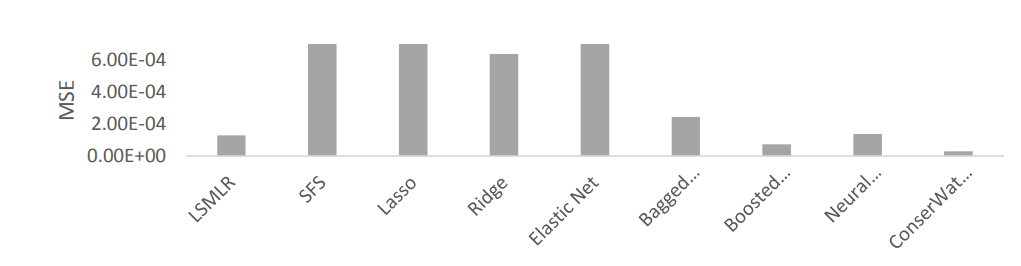 MSE
6.00E-04
4.00E-04
2.00E-04
0.00E+00
LSMLR
SFS
Lasso
Ridge
Elastic Net
Bagged...
Boosted...
Neural...
ConserWat...